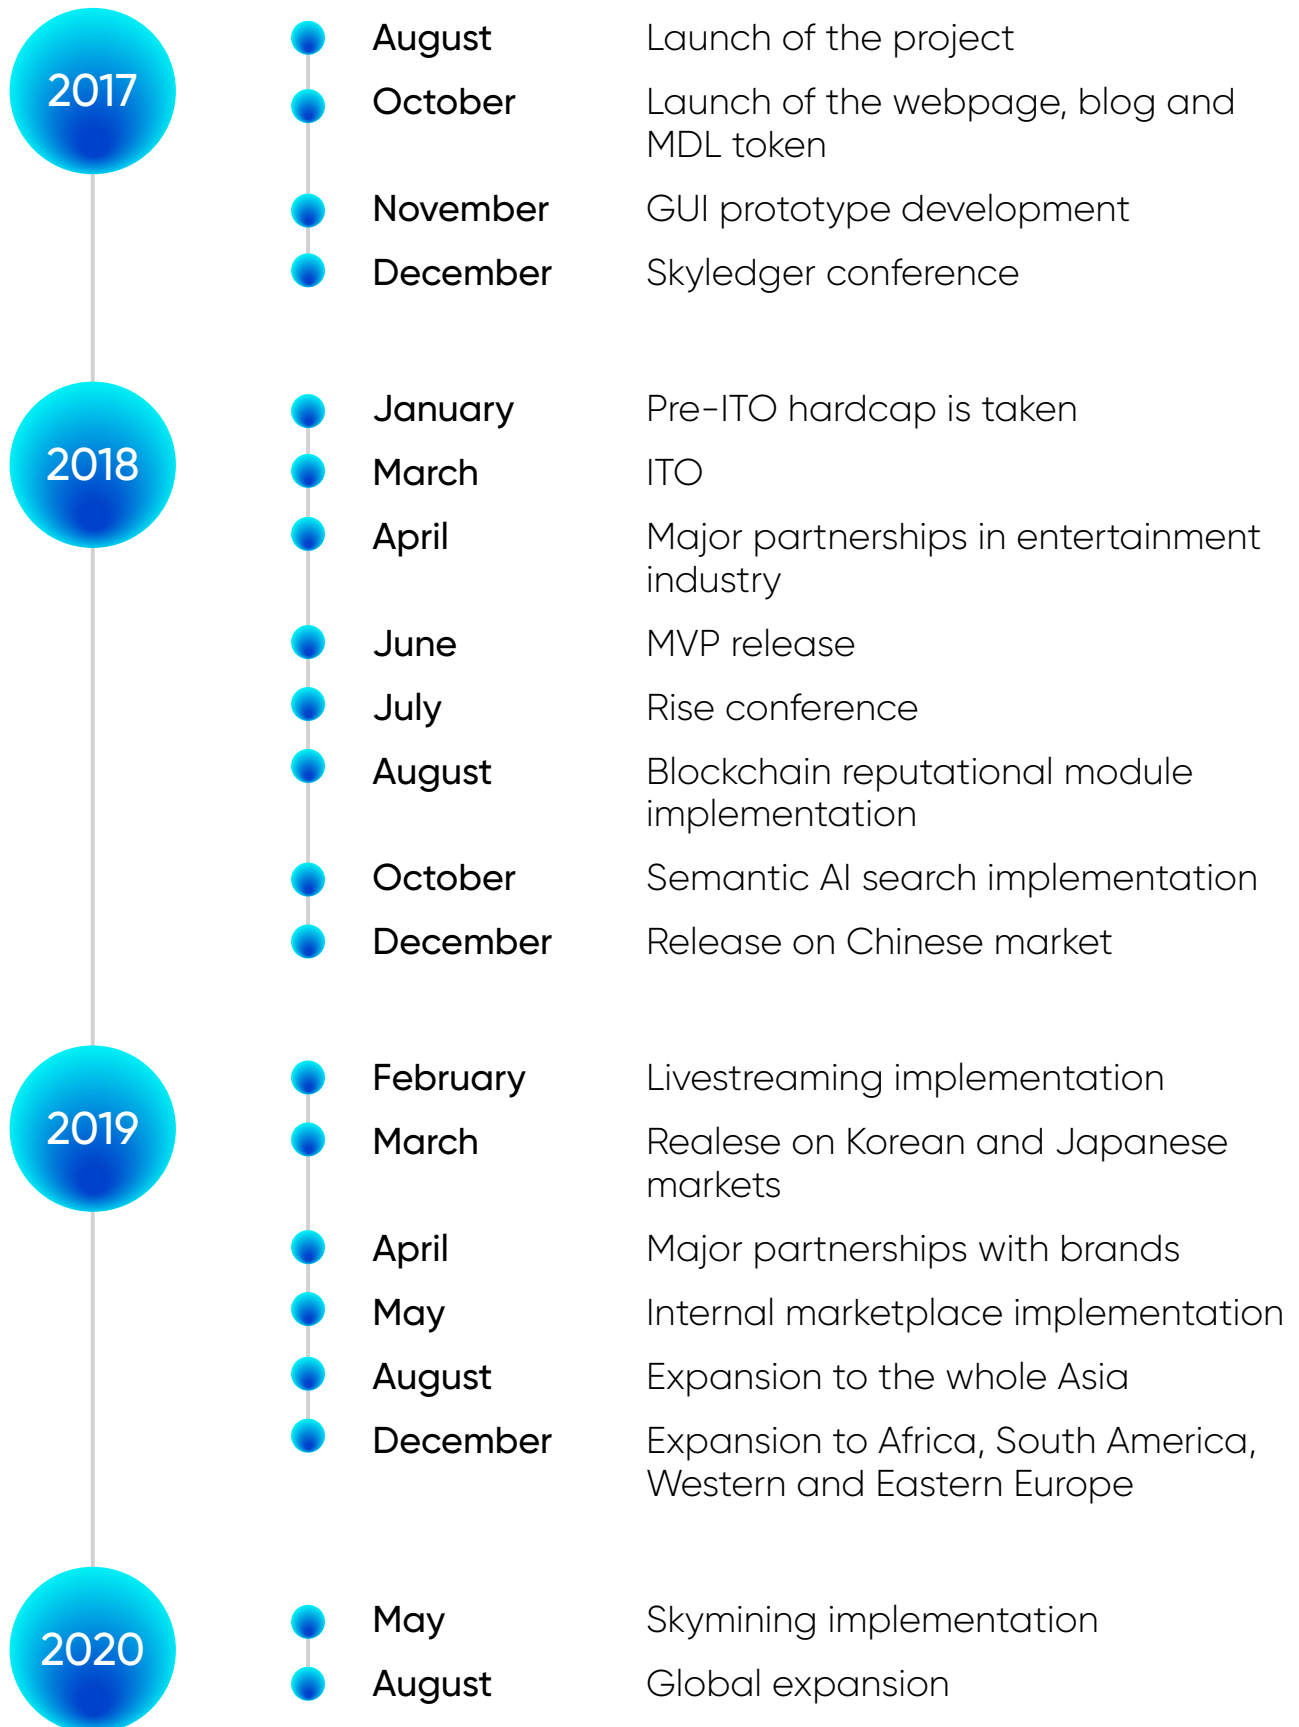 2017
August Launch of the project
October Launch of the webpage, blog and
MDL token
November GUI prototype development
December Skyledger conference
2018
January Pre-ITO hardcap is taken
March ITO
April Major partnerships in entertainment
industry
June MVP release
July Rise conference
August Blockchain reputational module
implementation
October Semantic AI search implementation
December Release on Chinese market
2019
February Livestreaming implementation
March Realese on Korean and Japanese
markets
April Major partnerships with brands
May Internal marketplace implementation
August Expansion to the whole Asia
December Expansion to Africa, South America,
Western and Eastern Europe
2020
May Skymining implementation
August Global expansion